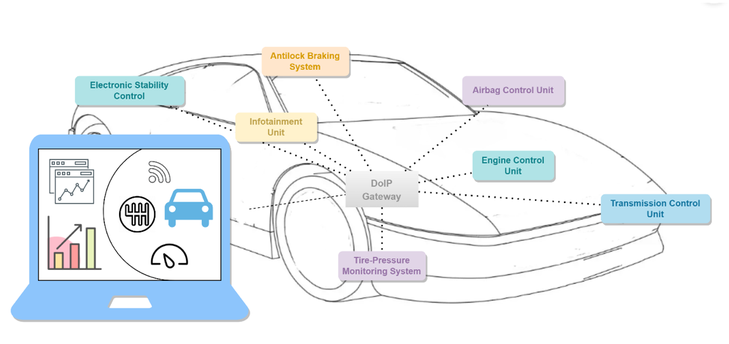 Antilock Braking
System
Electronic Stability
Control
Airbag Control Unit
Infotainment
Unit
Engine Control
Unit
DoIP
Gateway
Transmission Control
Unit
Tire-Pressure
Monitoring System